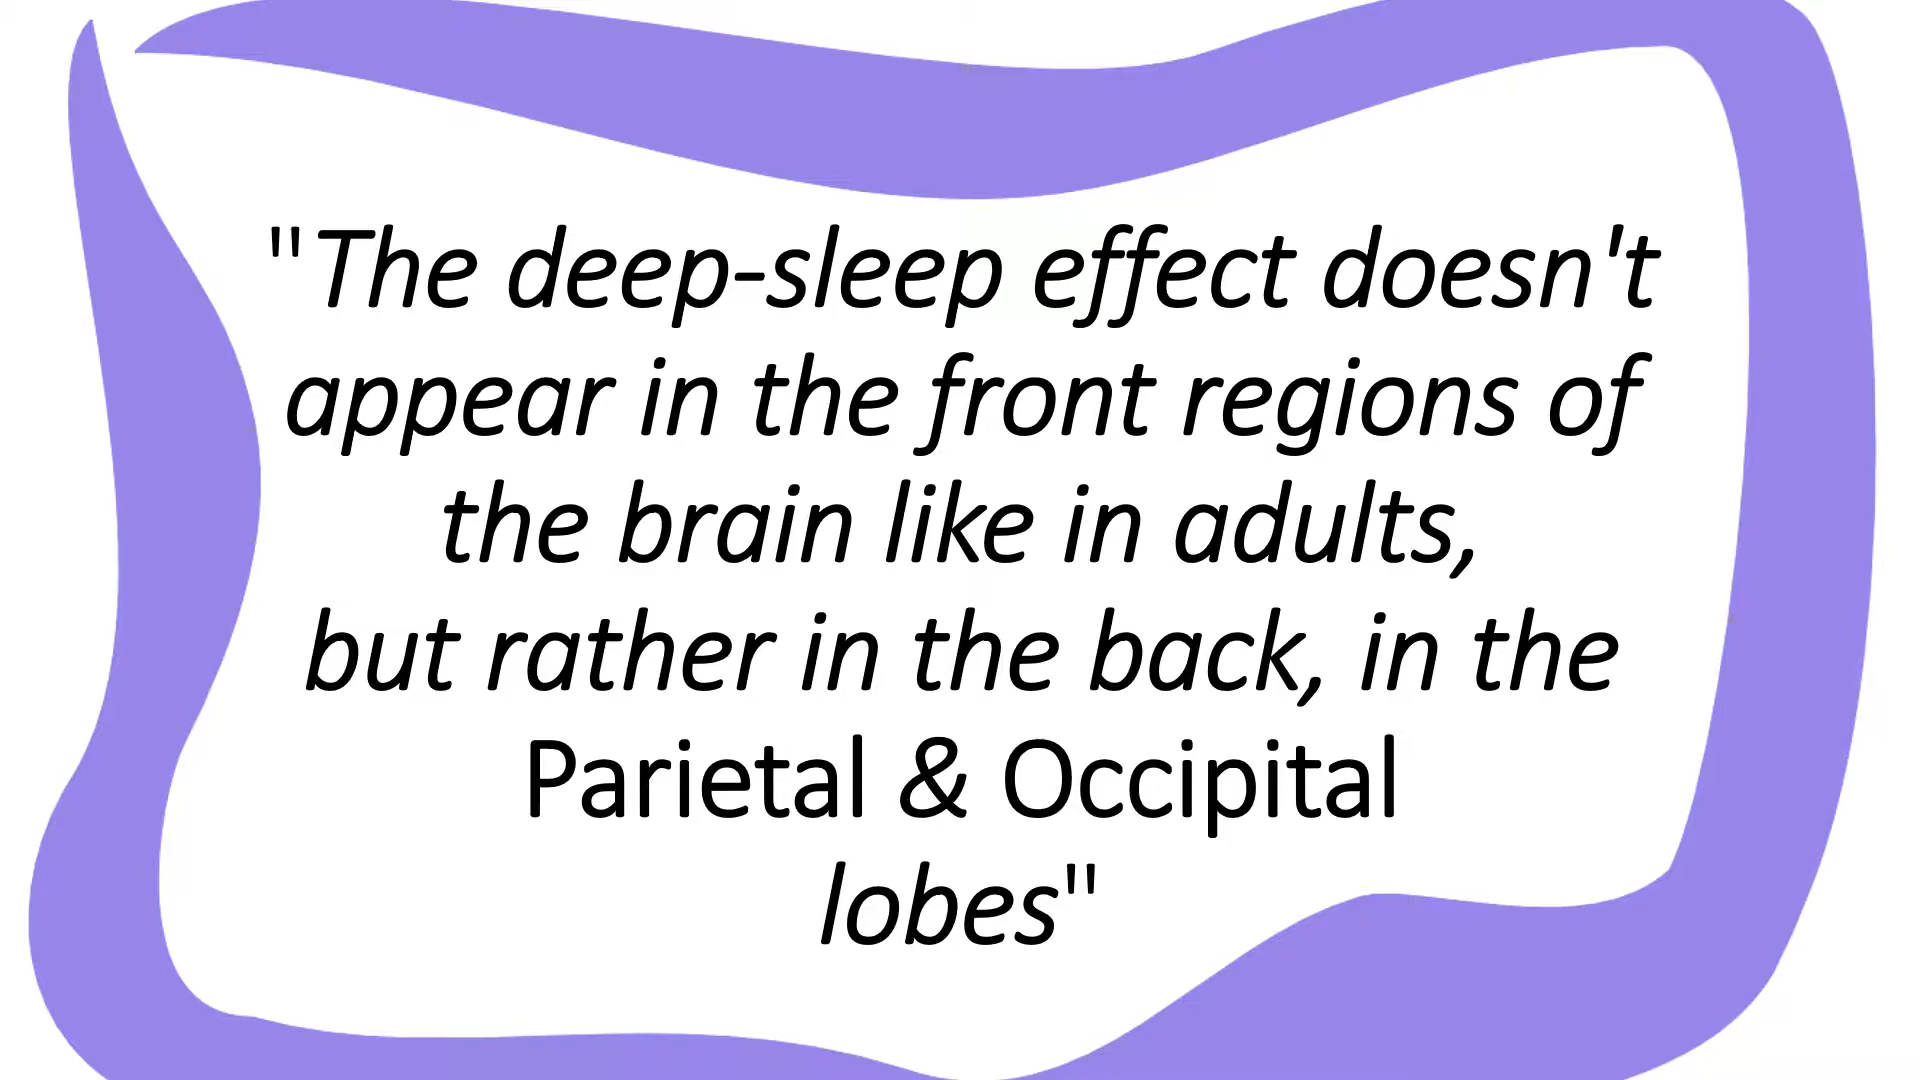 "The deep-sleep effect doesn't
appear in the front regions of
the brain like in adults,
but rather in the back, in the
Parietal & Occipital
lobes"